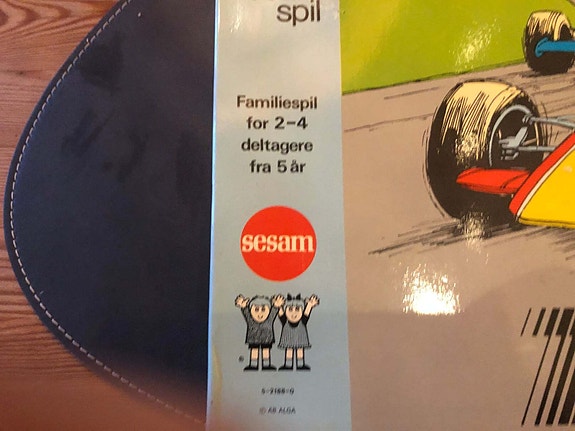 spil
Familiespil
for 2-4
deltagere
fra 5 år
sesam
© AB ALGA